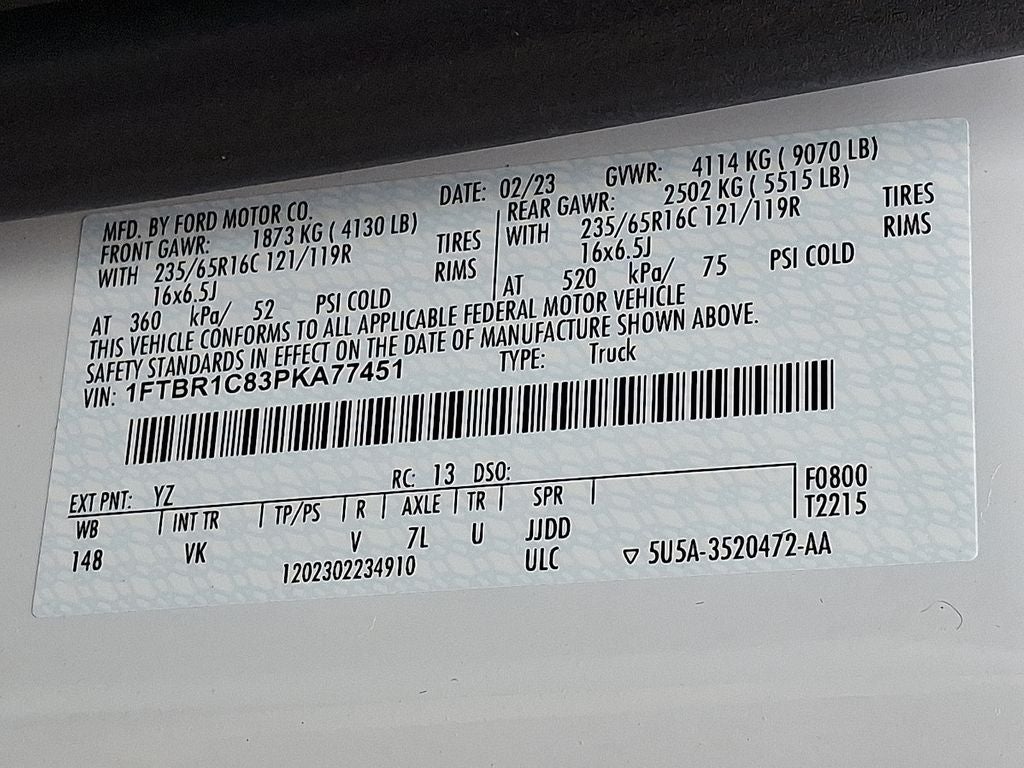 MFD. BY FORD MOTOR CO. DATE: 02/23 GVWR: 4114 KG ( 9070 LB)
FRONT GAWR: 1873 KG ( 4130 LB) REAR GAWR: 2502 KG ( 5515 LB)
WITH 235/65R16C 121/119R TIRES WITH 235/65R16C 121/119R TIRES
16x6.5J RIMS 16x6.5J RIMS
AT 360 kPa/ 52 PSI COLD AT 520 kPa/ 75 PSI COLD
THIS VEHICLE CONFORMS TO ALL APPLICABLE FEDERAL MOTOR VEHICLE
SAFETY STANDARDS IN EFFECT ON THE DATE OF MANUFACTURE SHOWN ABOVE.
VIN: 1FTBR1C83PKA77451 TYPE: Truck
EXT PNT: YZ RC: 13 DSO:
WB INT TR TP/PS R AXLE TR SPR F0800
148 VK V 7L U JJDD T2215
1202302234910 ULC ▽ 5U5A-3520472-AA